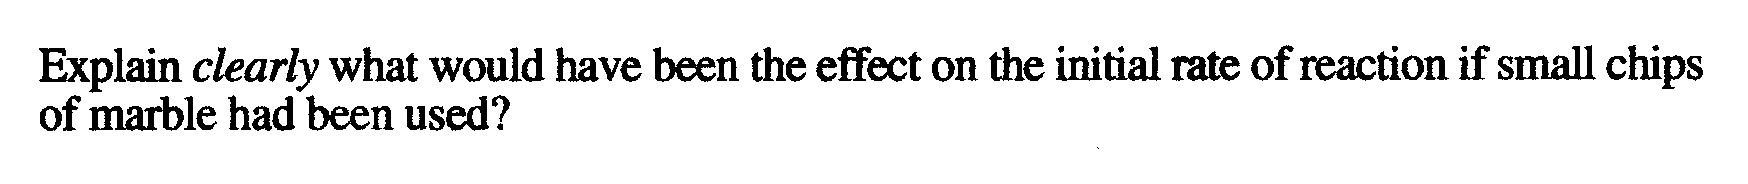 Explain clearly what would have been the effect on the initial rate of reaction if small chips
of marble had been used?